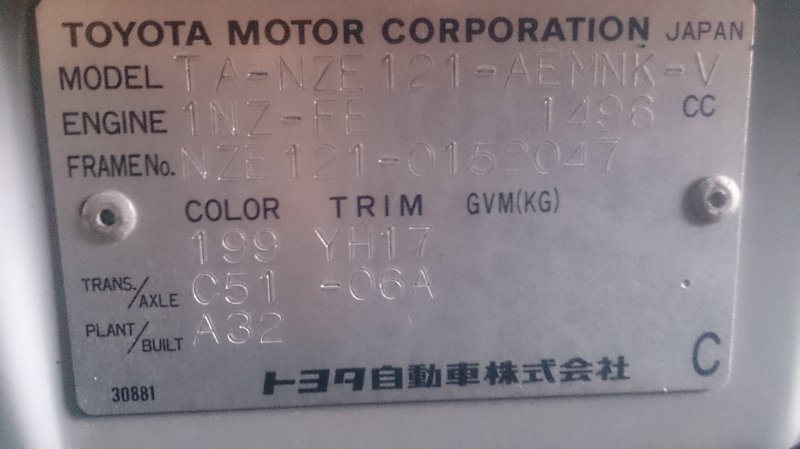 TOYOTA MOTOR CORPORATION JAPAN
MODEL TA-NZE121-AEMNK-V
ENGINE 1NZ-FE 1496 CC
FRAME No. NZE121-0152047
COLOR TRIM GVM(KG)
199 YH17
TRANS./AXLE C51 -06A
PLANT/BUILT A32
トヨタ自動車株式会社 C
30881